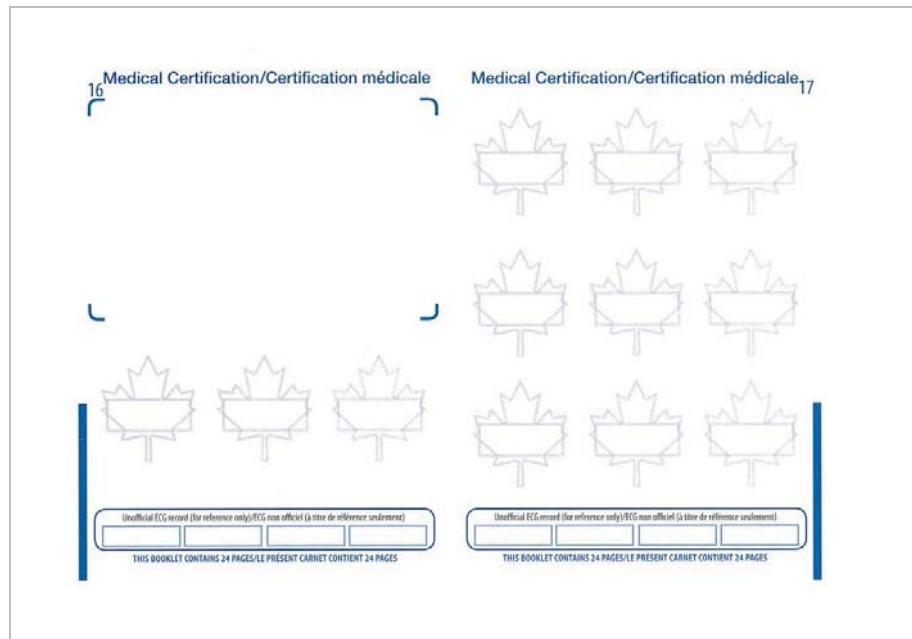 16
Medical Certification/Certification médicale
Unofficial ECG record (for reference only)/ECG non officiel (à titre de référence seulement)
THIS BOOKLET CONTAINS 24 PAGES/LE PRÉSENT CARNET CONTIENT 24 PAGES
Medical Certification/Certification médicale
17
Unofficial ECG record (for reference only)/ECG non officiel (à titre de référence seulement)
THIS BOOKLET CONTAINS 24 PAGES/LE PRÉSENT CARNET CONTIENT 24 PAGES